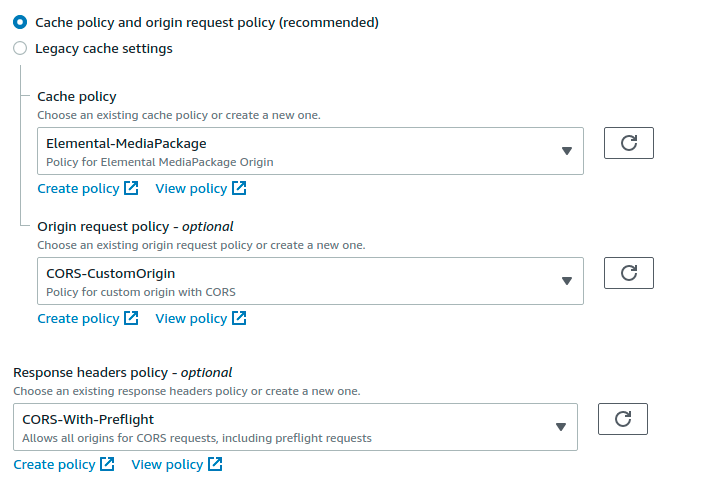 Cache policy and origin request policy (recommended)
Legacy cache settings
Cache policy
Choose an existing cache policy or create a new one.
Elemental-MediaPackage
Policy for Elemental MediaPackage Origin
Create policy View policy
Origin request policy - optional
Choose an existing origin request policy or create a new one.
CORS-CustomOrigin
Policy for custom origin with CORS
Create policy View policy
Response headers policy - optional
Choose an existing response headers policy or create a new one.
CORS-With-Preflight
Allows all origins for CORS requests, including preflight requests
Create policy View policy